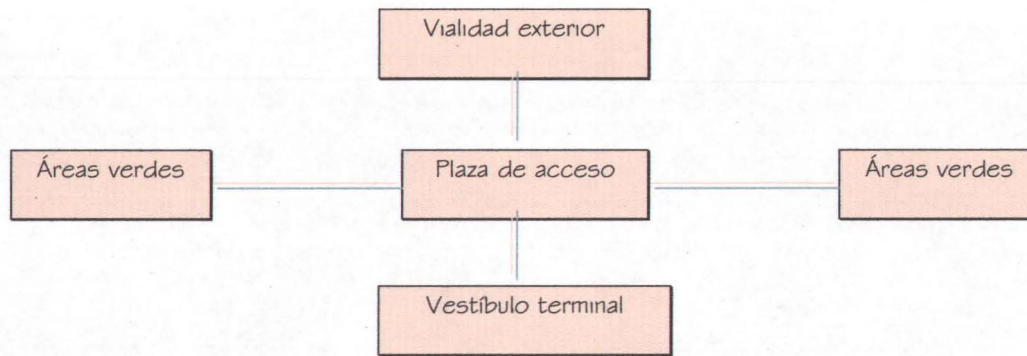 Vialidad exterior
Áreas verdes
Plaza de acceso
Áreas verdes
Vestíbulo terminal